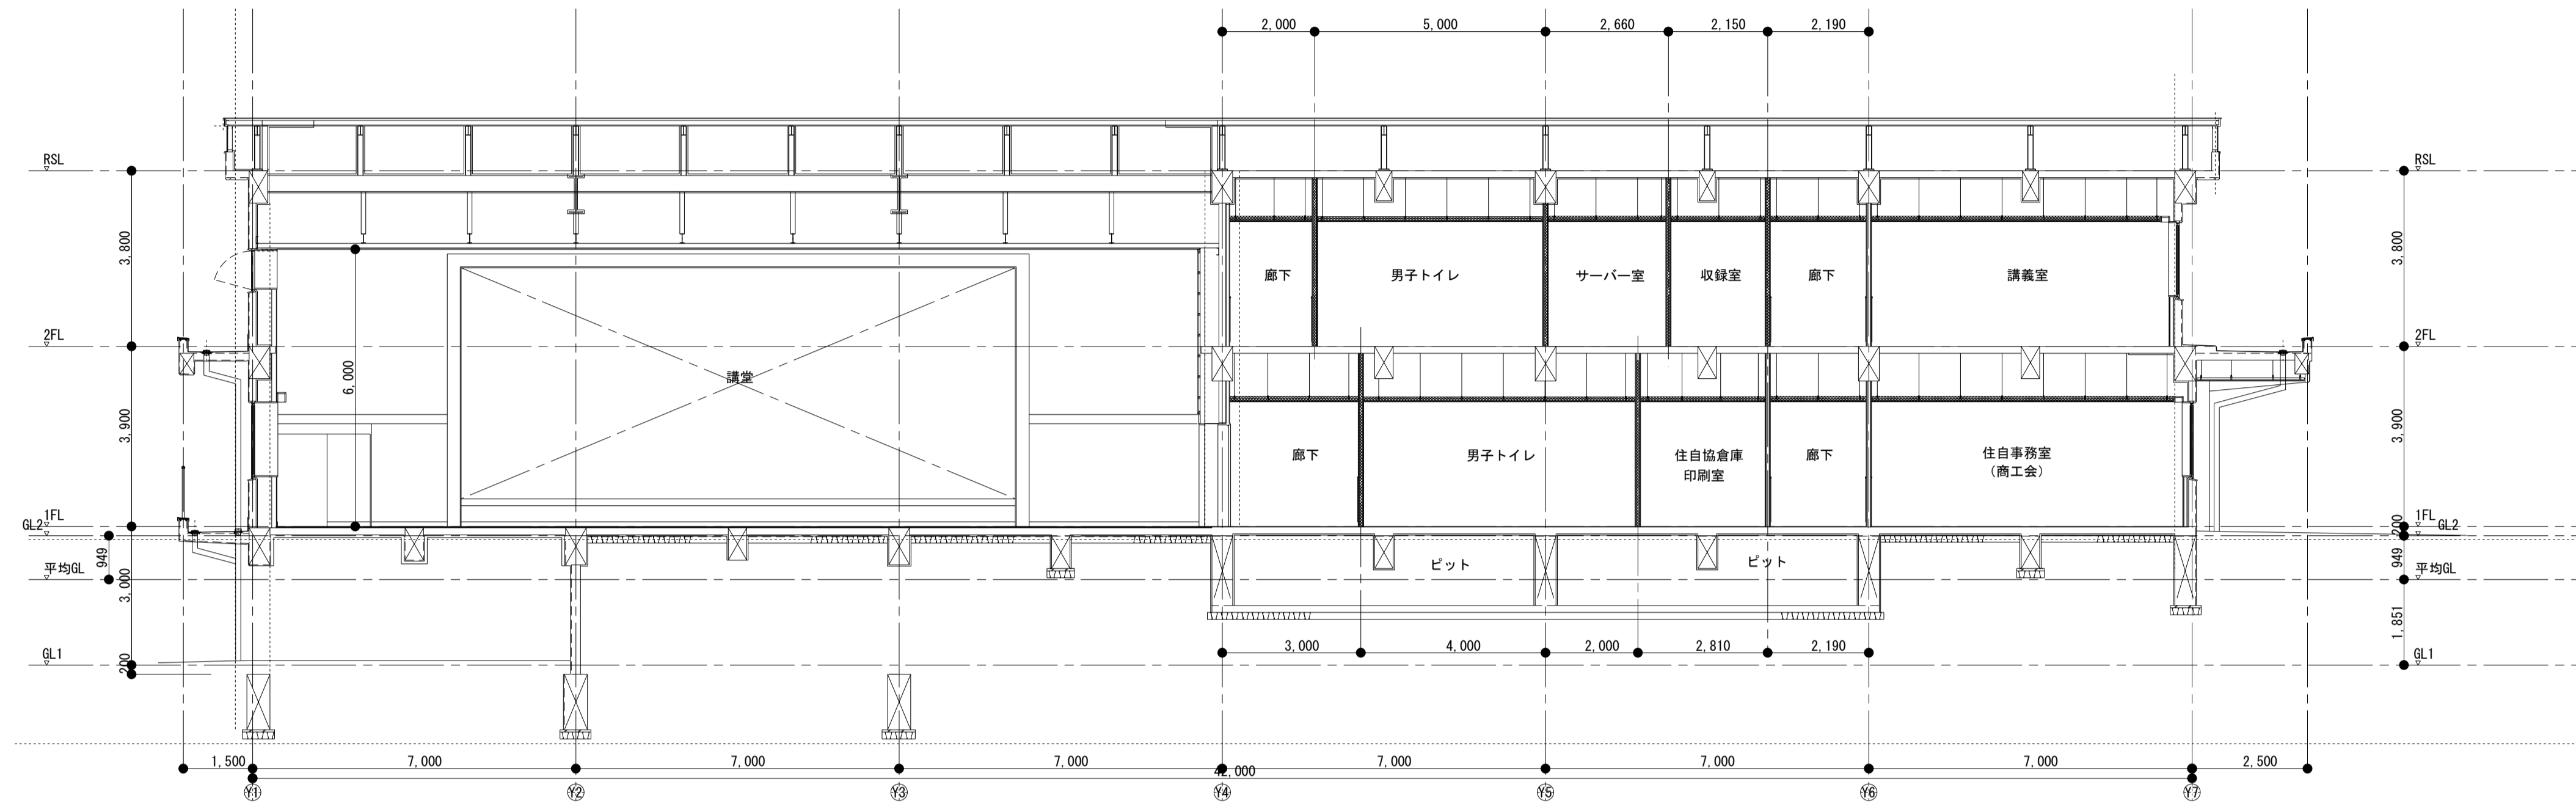 2,000
5,000
2,660
2,150
2,190
RSL
RSL
3,800
3,800
廊下
男子トイレ
サーバー室
収録室
廊下
講義室
2FL
2FL
6,000
講堂
3,900
3,900
廊下
男子トイレ
住自協倉庫
印刷室
廊下
住自事務室
(商工会)
1FL
GL2
1FL
GL2
200
949
949
ピット
ピット
平均GL
平均GL
3,000
1,851
3,000
4,000
2,000
2,810
2,190
GL1
GL1
200
1,500
7,000
7,000
7,000
7,000
7,000
7,000
2,500
42,000
Y1
Y2
Y3
Y4
Y5
Y6
Y7